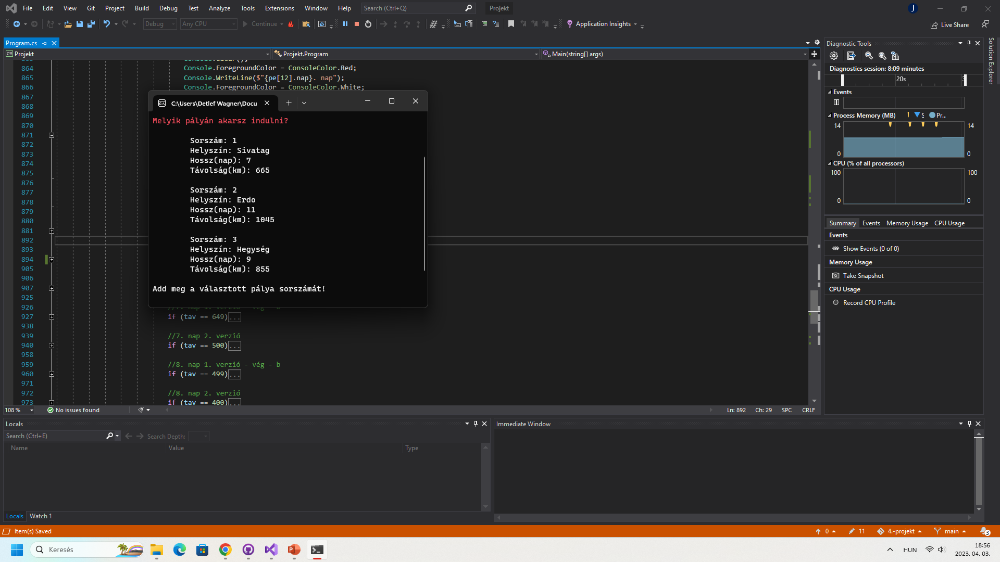 File Edit View Git Project Build Debug Test Analyze Tools Extensions Window Help Search (Ctrl+Q) Projekt J
Debug Any CPU Continue Application Insights Live Share
Program.cs
Projekt Projekt.Program Main(string[] args)
864 Console.ForegroundColor = ConsoleColor.Red;
865 Console.WriteLine($"{pe[12].nap}. nap");
866 Console.ForegroundColor = ConsoleColor.White;
867
868
869
870
871
872
873
874
875
876
877
878
879
880
881
892
893
894
905
906
907
925
926
927 if (tav == 649)...
938
939 //7. nap 2. verzió
940 if (tav == 500)...
958
959 //8. nap 1. verzió - vég - b
960 if (tav == 499)...
971
972 //8. nap 2. verzió
973 if (tav == 400)...
C:\Users\Detlef Wagner\Docu
Melyik pályán akarsz indulni?
Sorszám: 1
Helyszín: Sivatag
Hossz(nap): 7
Távolság(km): 665
Sorszám: 2
Helyszín: Erdo
Hossz(nap): 11
Távolság(km): 1045
Sorszám: 3
Helyszín: Hegység
Hossz(nap): 9
Távolság(km): 855
Add meg a választott pálya sorszámát!
108 % No issues found Ln: 892 Ch: 29 SPC CRLF
Diagnostic Tools
Diagnostics session: 8:09 minutes
20s
Events
Process Memory (MB) S Pr...
14 14
0 0
CPU (% of all processors)
100 100
0 0
Summary Events Memory Usage CPU Usage
Events
Show Events (0 of 0)
Memory Usage
Take Snapshot
CPU Usage
Record CPU Profile
Solution Explorer
Locals
Search (Ctrl+E) Search Depth:
Name Value Type
Locals Watch 1
Immediate Window
Item(s) Saved 0 11 4.-projekt main 3
Keresés HUN 18:56
2023. 04. 03.